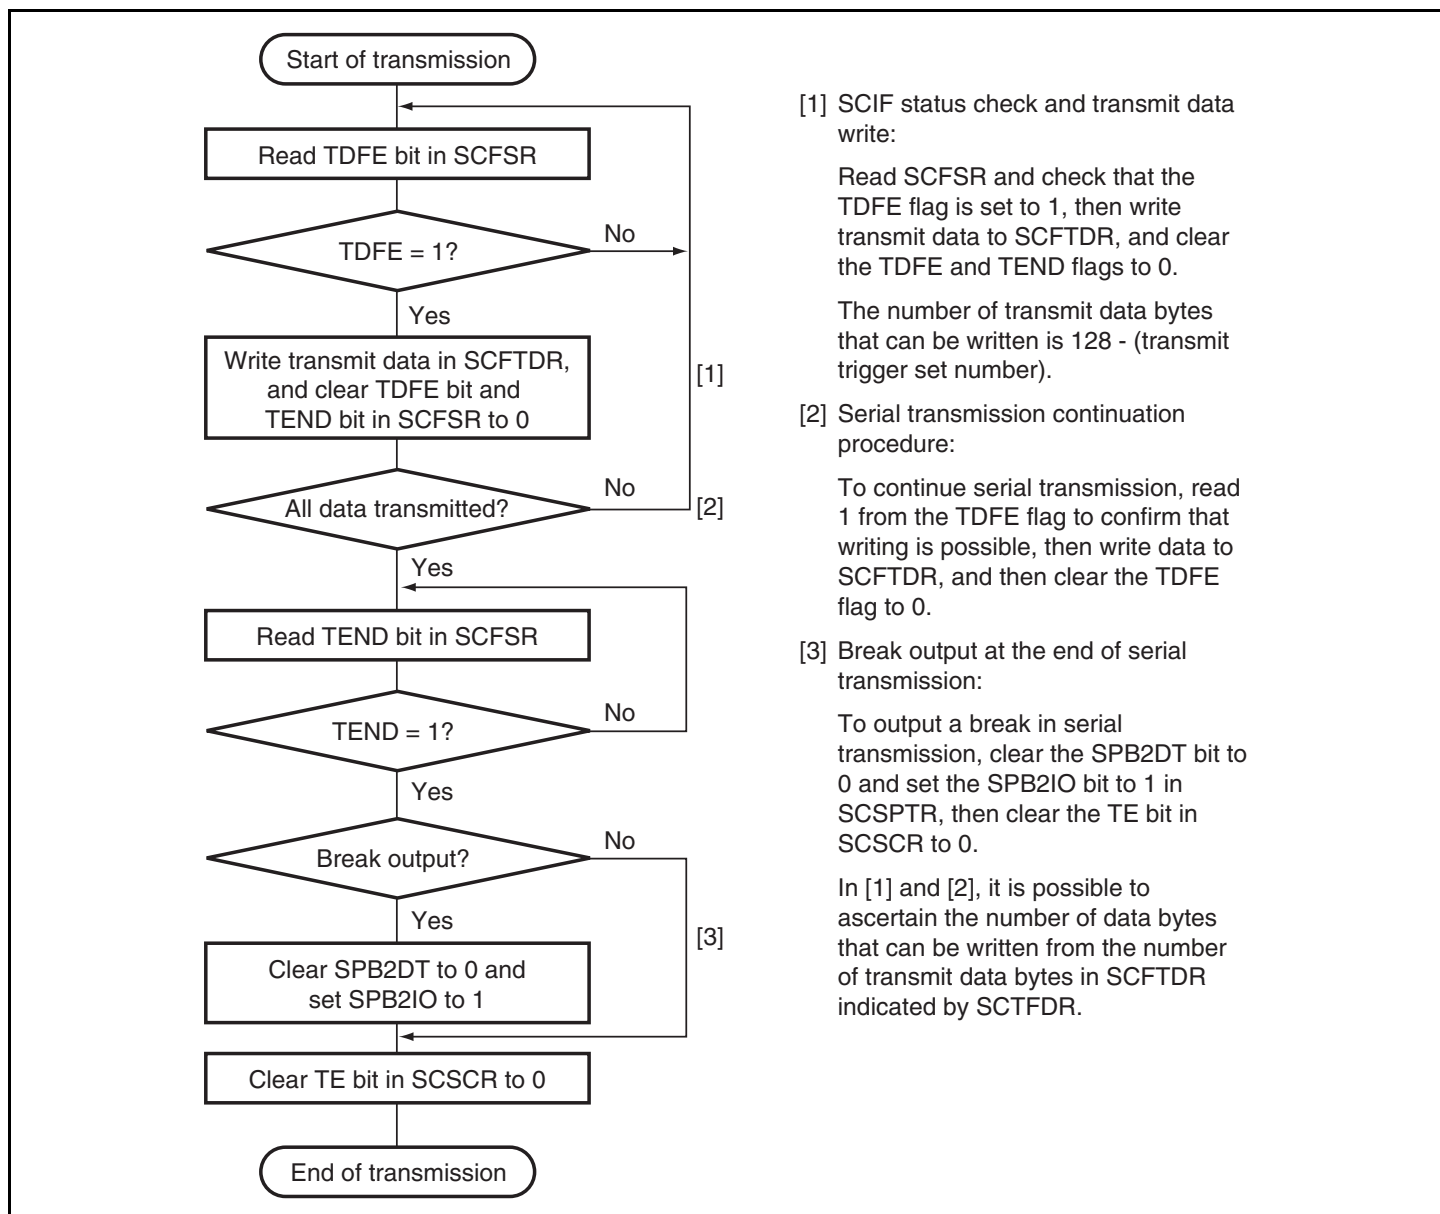 Start of transmission
Read TDFE bit in SCFSR
TDFE = 1?
No
Yes
Write transmit data in SCFTDR,
and clear TDFE bit and
TEND bit in SCFSR to 0
[1]
All data transmitted?
No
[2]
Yes
Read TEND bit in SCFSR
TEND = 1?
No
Yes
Break output?
No
Yes
Clear SPB2DT to 0 and
set SPB2IO to 1
[3]
Clear TE bit in SCSCR to 0
End of transmission
[1] SCIF status check and transmit data
write:
Read SCFSR and check that the
TDFE flag is set to 1, then write
transmit data to SCFTDR, and clear
the TDFE and TEND flags to 0.
The number of transmit data bytes
that can be written is 128 - (transmit
trigger set number).
[2] Serial transmission continuation
procedure:
To continue serial transmission, read
1 from the TDFE flag to confirm that
writing is possible, then write data to
SCFTDR, and then clear the TDFE
flag to 0.
[3] Break output at the end of serial
transmission:
To output a break in serial
transmission, clear the SPB2DT bit to
0 and set the SPB2IO bit to 1 in
SCSPTR, then clear the TE bit in
SCSCR to 0.
In [1] and [2], it is possible to
ascertain the number of data bytes
that can be written from the number
of transmit data bytes in SCFTDR
indicated by SCTFDR.